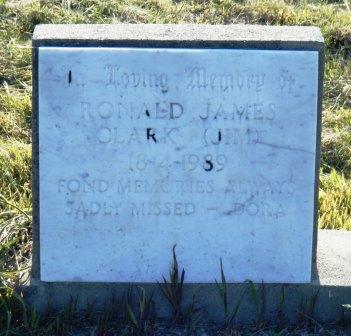 In Loving Memory of
RONALD JAMES
CLARK (JIM)
18-4-1989
FOND MEMORIES ALWAYS
SADLY MISSED - DORA